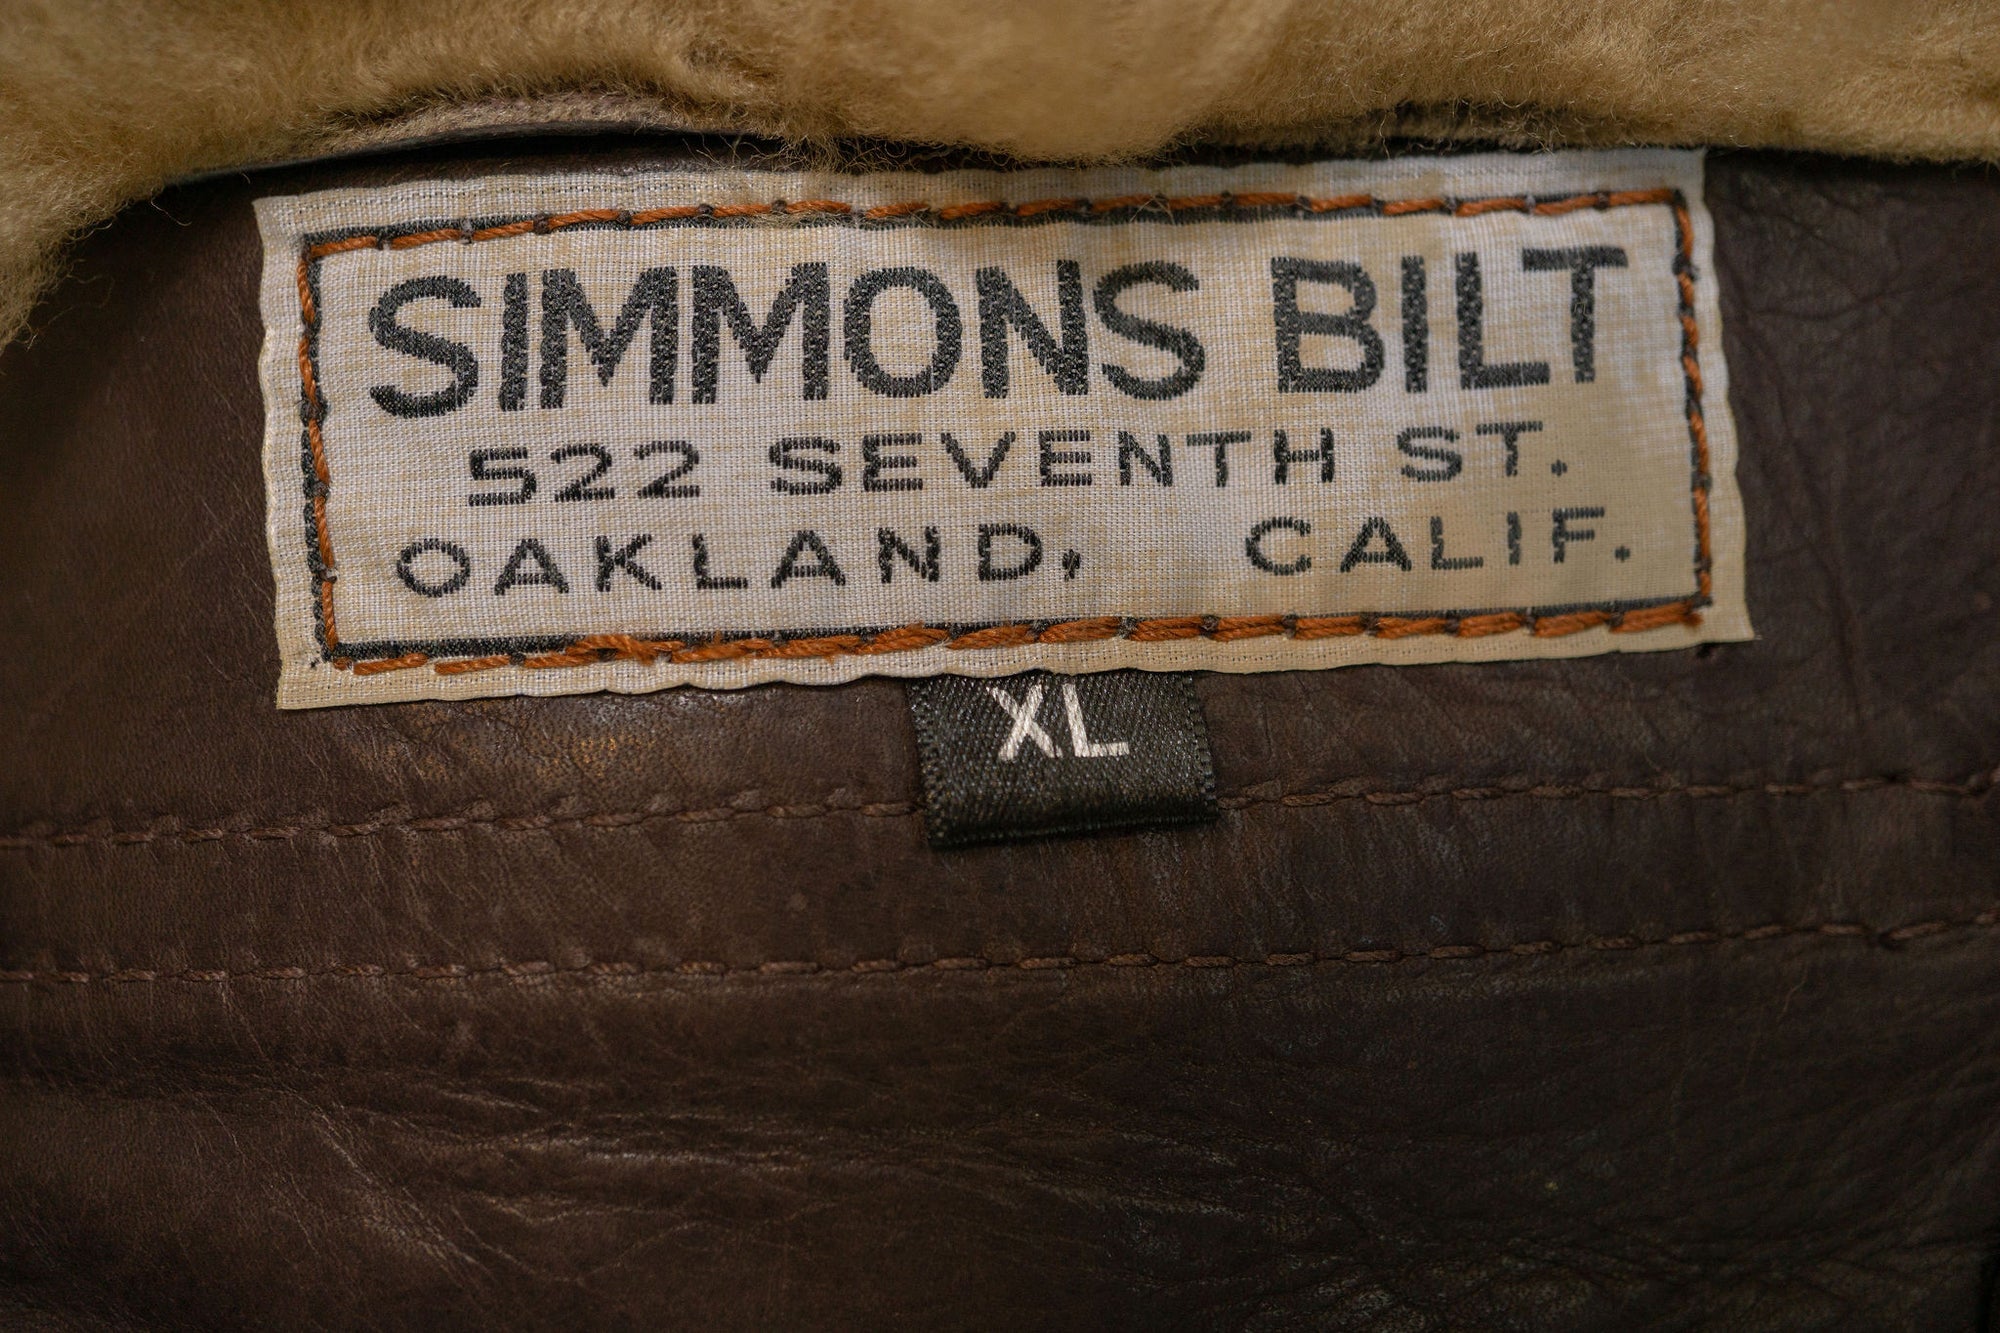 SIMMONS BILT
522 SEVENTH ST.
OAKLAND, CALIF.
XL